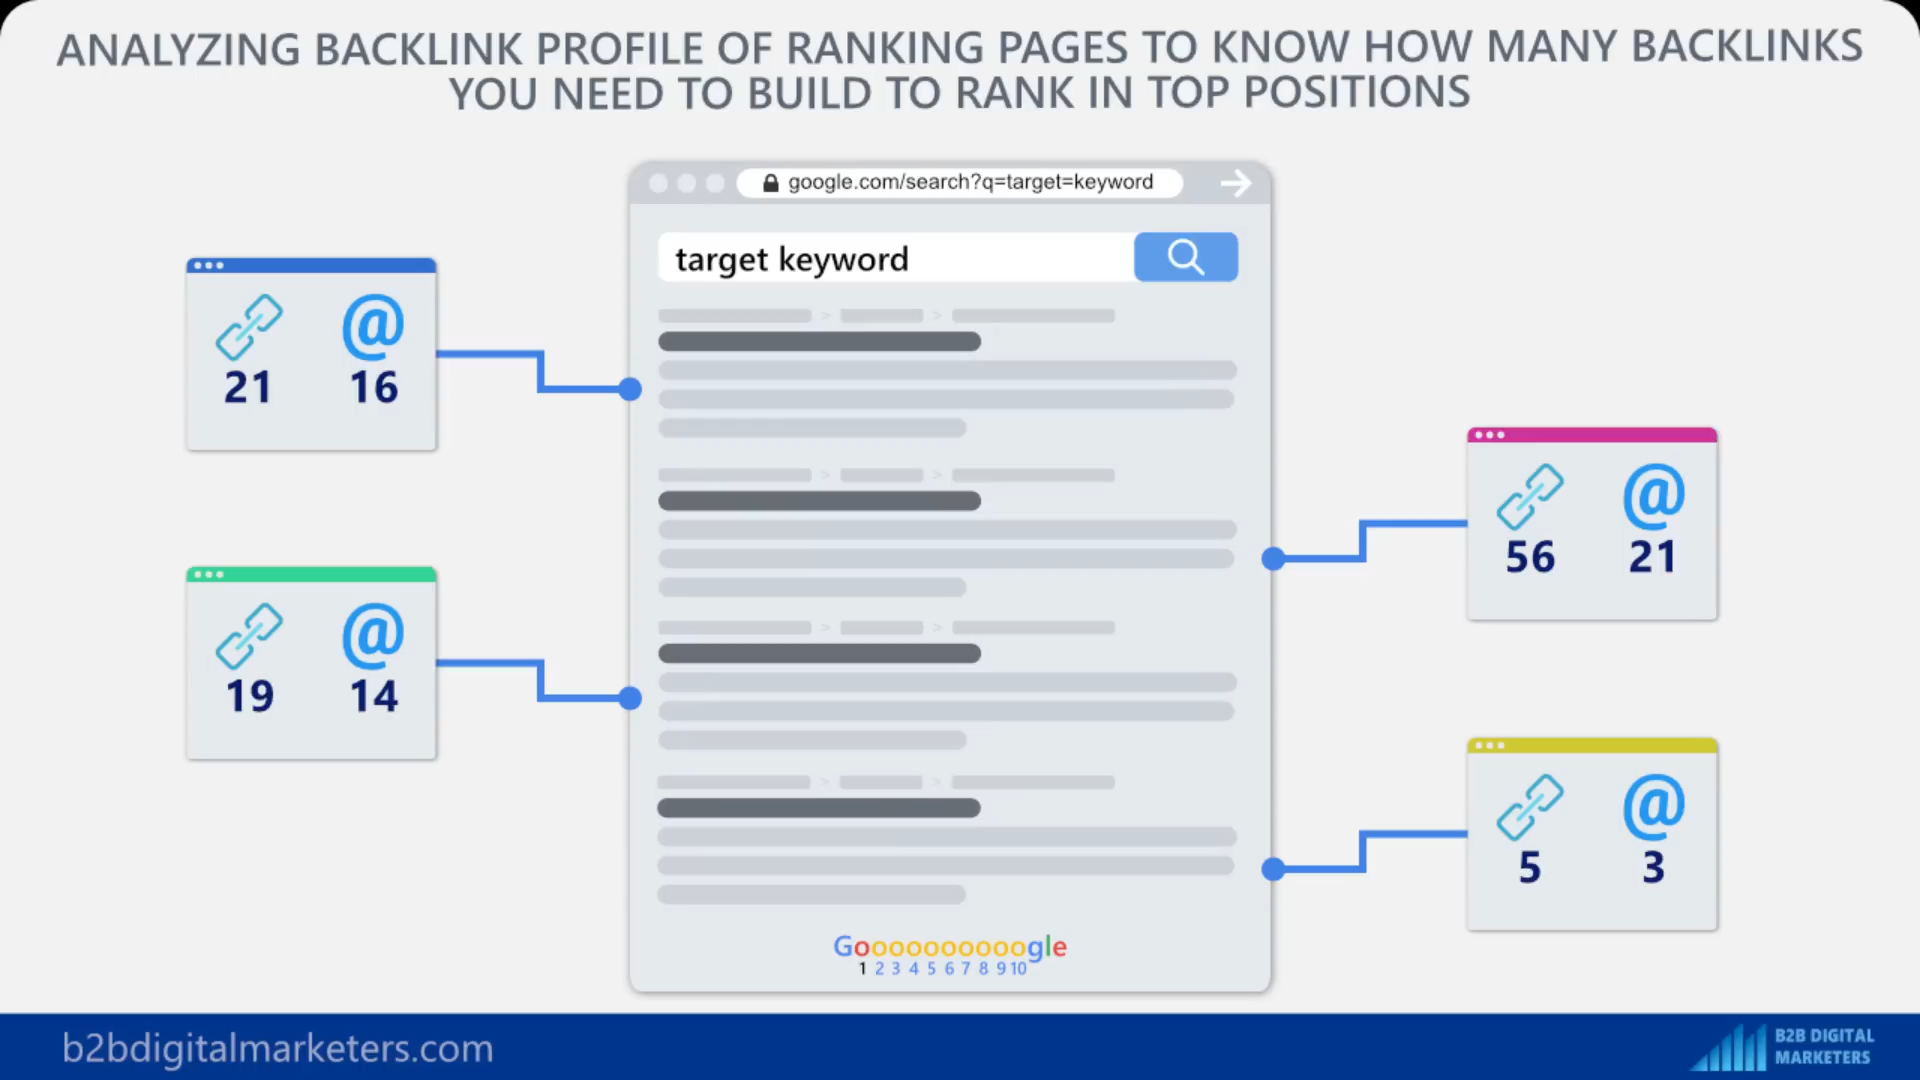 ANALYZING BACKLINK PROFILE OF RANKING PAGES TO KNOW HOW MANY BACKLINKS
YOU NEED TO BUILD TO RANK IN TOP POSITIONS
google.com/search?q=target=keyword
target keyword
> >
@
21 16
> >
@
56 21
> >
@
19 14
> >
@
5 3
Goooooooooogle
1 2 3 4 5 6 7 8 9 10
b2bdigitalmarketers.com
B2B DIGITAL
MARKETERS